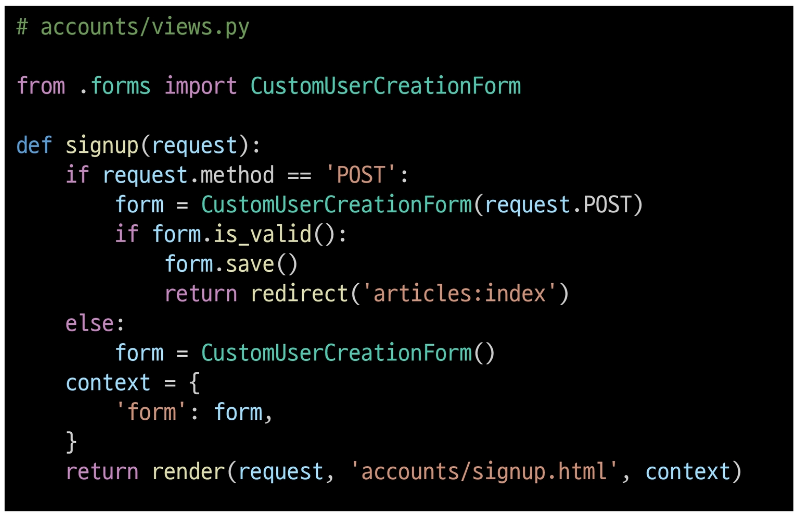 # accounts/views.py
from .forms import CustomUserCreationForm
def signup(request):
    if request.method == 'POST':
        form = CustomUserCreationForm(request.POST)
        if form.is_valid():
            form.save()
            return redirect('articles:index')
    else:
        form = CustomUserCreationForm()
    context = {
        'form': form,
    }
    return render(request, 'accounts/signup.html', context)